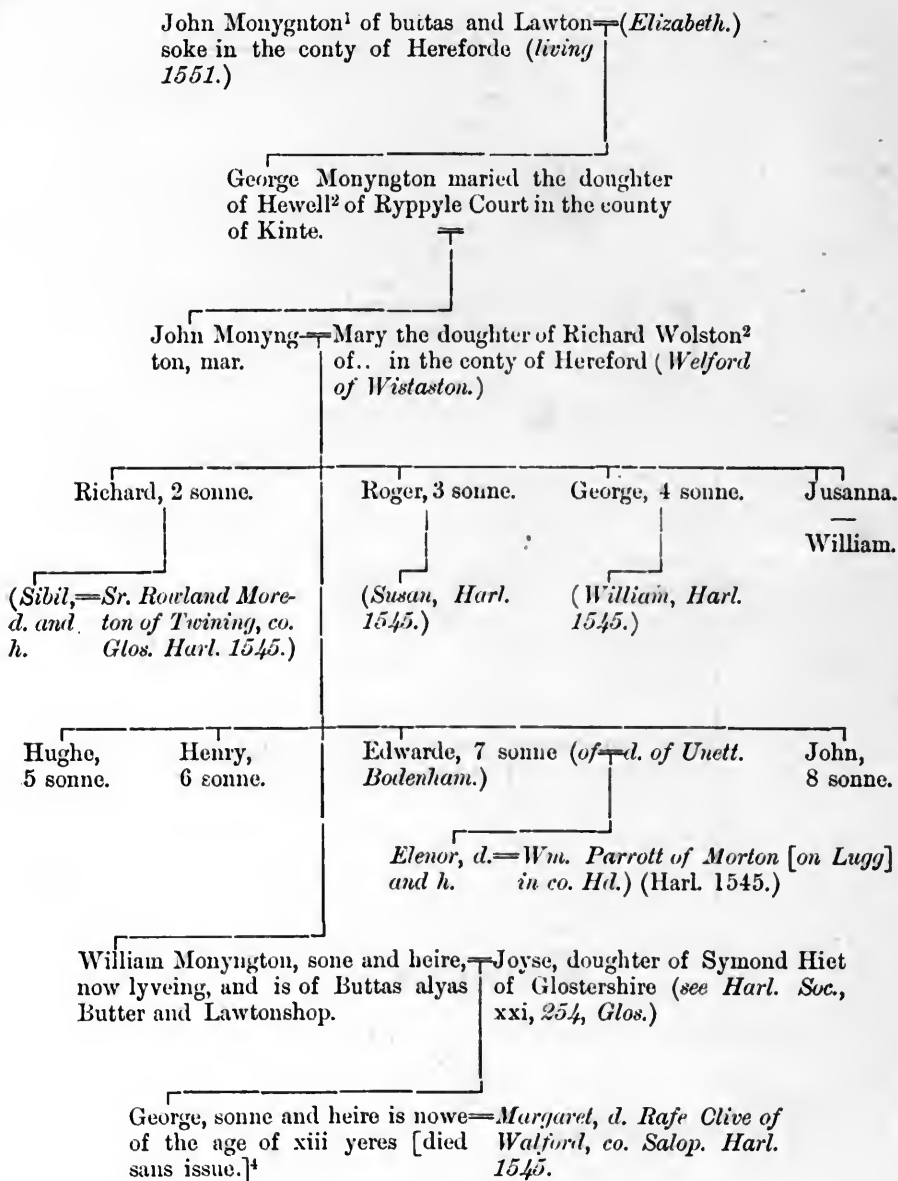 John Monygnton¹ of buttas and Lawton=(Elizabeth.)
soke in the conty of Hereforde (living
1551.)
George Monyngton maried the doughter
of Hewell² of Ryppyle Court in the county
of Kinte.
John Monyng=Mary the doughter of Richard Wolston²
ton, mar. of.. in the conty of Hereford (Welford
of Wistaston.)
Richard, 2 sonne. Roger, 3 sonne. George, 4 sonne. Jusanna.
—
William.
(Sibil,=Sr. Rowland More-
d. and ton of Twining, co.
h. Glos. Harl. 1545.)
(Susan, Harl.
1545.)
(William, Harl.
1545.)
Hughe,
5 sonne.
Henry,
6 sonne.
Edwarde, 7 sonne (of=d. of Unett.
Bodenham.)
John,
8 sonne.
Elenor, d.=Wm. Parrott of Morton [on Lugg]
and h. in co. Hd.) (Harl. 1545.)
William Monyngton, sone and heire,=Joyse, doughter of Symond Hiet
now lyveing, and is of Buttas alyas of Glostershire (see Harl. Soc.,
Butter and Lawtonshop. xxi, 254, Glos.)
George, sonne and heire is nowe=Margaret, d. Rafe Clive of
of the age of xiii yeres [died Walford, co. Salop. Harl.
sans issue.]⁴ 1545.